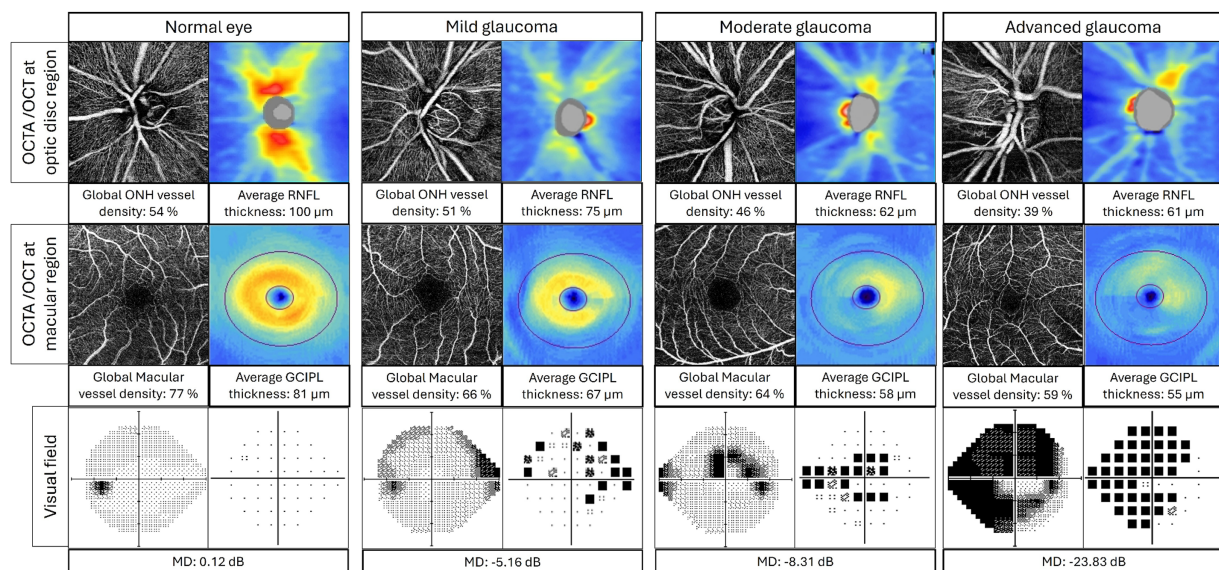 Normal eye
Mild glaucoma
Moderate glaucoma
Advanced glaucoma
OCTA /OCT at
optic disc region
Global ONH vessel
density: 54 %
Average RNFL
thickness: 100 µm
Global ONH vessel
density: 51 %
Average RNFL
thickness: 75 µm
Global ONH vessel
density: 46 %
Average RNFL
thickness: 62 µm
Global ONH vessel
density: 39 %
Average RNFL
thickness: 61 µm
OCTA /OCT at
macular region
Global Macular
vessel density: 77 %
Average GCIPL
thickness: 81 µm
Global Macular
vessel density: 66 %
Average GCIPL
thickness: 67 µm
Global Macular
vessel density: 64 %
Average GCIPL
thickness: 58 µm
Global Macular
vessel density: 59 %
Average GCIPL
thickness: 55 µm
Visual field
MD: 0.12 dB
MD: -5.16 dB
MD: -8.31 dB
MD: -23.83 dB